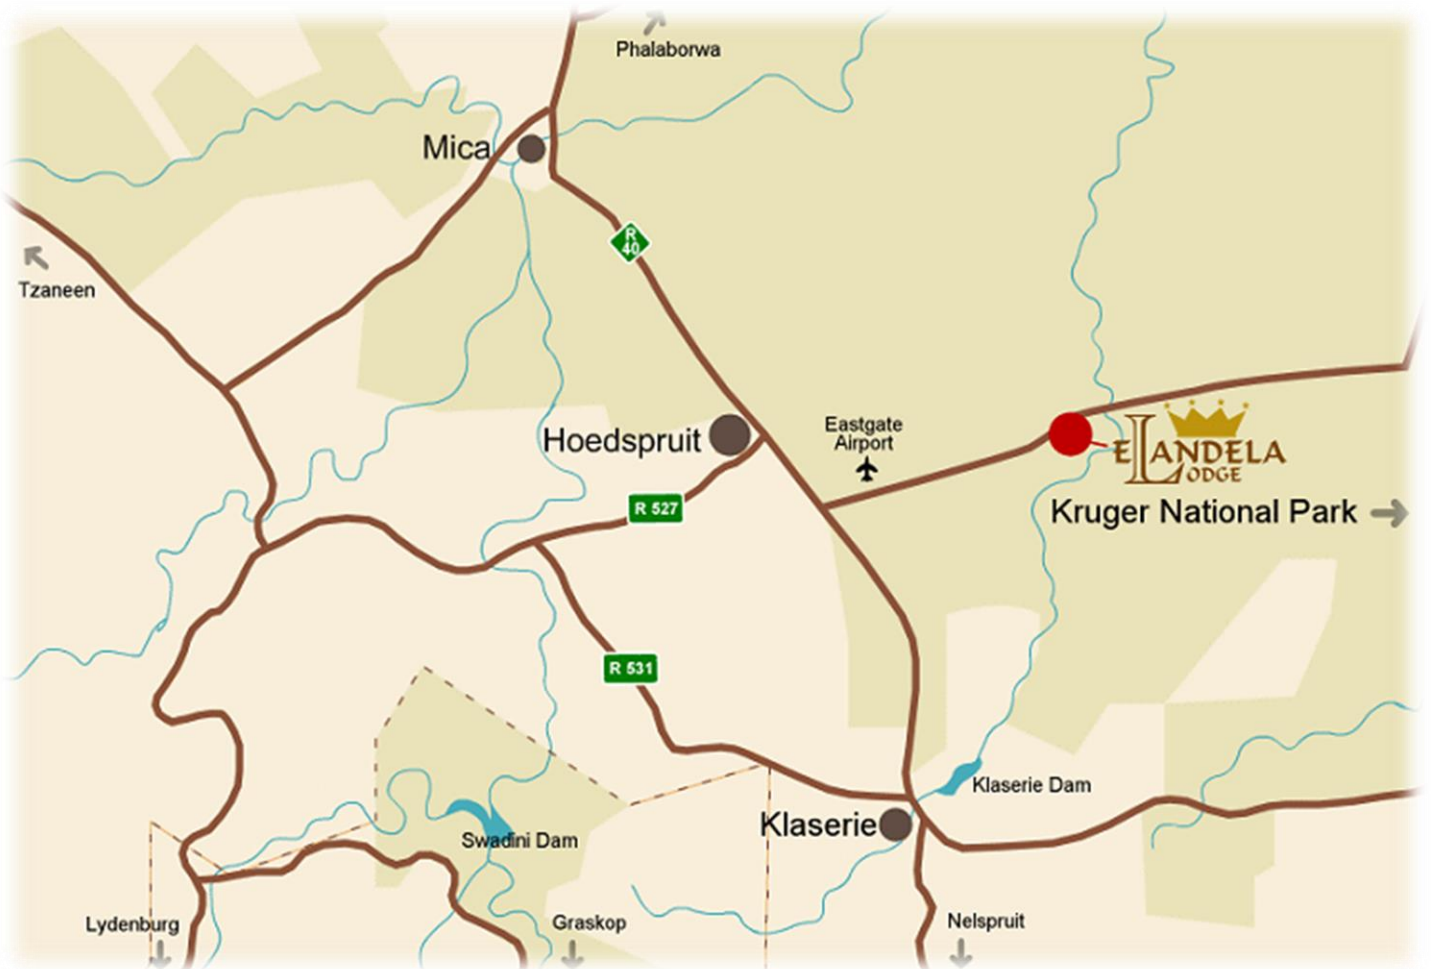 Phalaborwa
Mica
R
40
Tzaneen
Eastgate
Airport
Hoedspruit
ELANDELA
LODGE
R 527
Kruger National Park
R 531
Klaserie Dam
Klaserie
Swadini Dam
Lydenburg
Graskop
Nelspruit